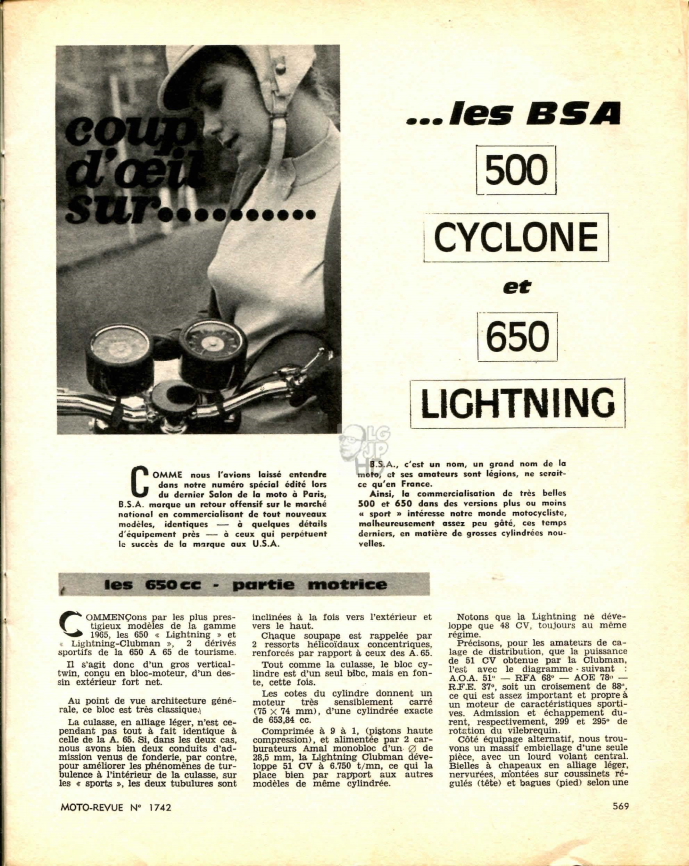 coup
d'œil
sur..........
...les BSA
500
CYCLONE
et
650
LIGHTNING
COMME nous l'avions laissé entendre
dans notre numéro spécial édité lors
du dernier Salon de la moto à Paris,
B.S.A. marque un retour offensif sur le marché
national en commercialisant de tout nouveaux
modèles, identiques — à quelques détails
d'équipement près — à ceux qui perpétuent
le succès de la marque aux U.S.A.
B.S.A., c'est un nom, un grand nom de la
moto, et ses amateurs sont légions, ne serait-
ce qu'en France.
Ainsi, la commercialisation de très belles
500 et 650 dans des versions plus ou moins
« sport » intéresse notre monde motocycliste,
malheureusement assez peu gâté, ces temps
derniers, en matière de grosses cylindrées nou-
velles.
les 650 cc - partie motrice
COMMENÇons par les plus pres-
tigieux modèles de la gamme
1965, les 650 « Lightning » et
« Lightning-Clubman », 2 dérivés
sportifs de la 650 A 65 de tourisme.
Il s'agit donc d'un gros vertical-
twin, conçu en bloc-moteur, d'un des-
sin extérieur fort net.
Au point de vue architecture géné-
rale, ce bloc est très classique.
La culasse, en alliage léger, n'est ce-
pendant pas tout à fait identique à
celle de la A. 65. Si, dans les deux cas,
nous avons bien deux conduits d'ad-
mission venus de fonderie, par contre,
pour améliorer les phénomènes de tur-
bulence à l'intérieur de la culasse, sur
les « sports », les deux tubulures sont
inclinées à la fois vers l'extérieur et
vers le haut.
Chaque soupape est rappelée par
2 ressorts hélicoïdaux concentriques,
renforcés par rapport à ceux des A. 65.
Tout comme la culasse, le bloc cy-
lindre est d'un seul bloc, mais en fon-
te, cette fois.
Les cotes du cylindre donnent un
moteur très sensiblement carré
(75 × 74 mm), d'une cylindrée exacte
de 653,84 cc.
Comprimée à 9 à 1, (pistons haute
compression), et alimentée par 2 car-
burateurs Amal monobloc d'un ∅ de
28,5 mm, la Lightning Clubman déve-
loppe 51 CV à 6.750 t/mn, ce qui la
place bien par rapport aux autres
modèles de même cylindrée.
Notons que la Lightning ne déve-
loppe que 48 CV, toujours au même
régime.
Précisons, pour les amateurs de ca-
lage de distribution, que la puissance
de 51 CV obtenue par la Clubman,
l'est avec le diagramme suivant :
A.O.A. 51° — RFA 68° — AOE 78° —
R.F.E. 37°, soit un croisement de 88°,
ce qui est assez important et propre à
un moteur de caractéristiques sporti-
ves. Admission et échappement du-
rent, respectivement, 299 et 295° de
rotation du vilebrequin.
Côté équipage alternatif, nous trou-
vons un massif embiellage d'une seule
pièce, avec un lourd volant central.
Bielles à chapeaux en alliage léger,
nervurées, montées sur coussinets ré-
gulés (tête) et bagues (pied) selon une
MOTO-REVUE N° 1742
569
LG
JP
H